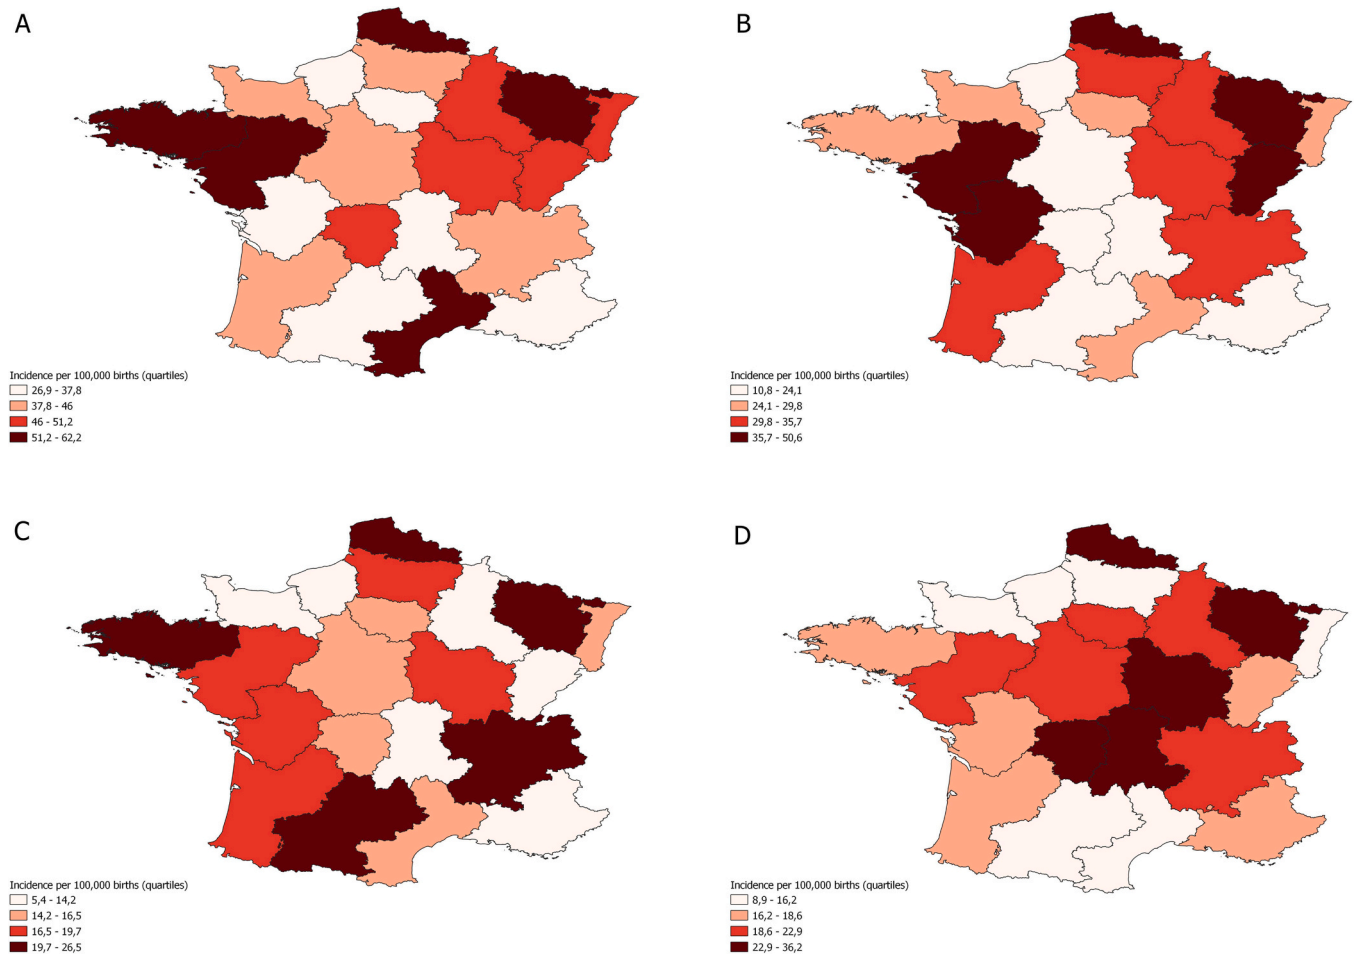 A
Incidence per 100,000 births (quartiles)
26,9 - 37,8
37,8 - 46
46 - 51,2
51,2 - 62,2
B
Incidence per 100,000 births (quartiles)
10,8 - 24,1
24,1 - 29,8
29,8 - 35,7
35,7 - 50,6
C
Incidence per 100,000 births (quartiles)
5,4 - 14,2
14,2 - 16,5
16,5 - 19,7
19,7 - 26,5
D
Incidence per 100,000 births (quartiles)
8,9 - 16,2
16,2 - 18,6
18,6 - 22,9
22,9 - 36,2